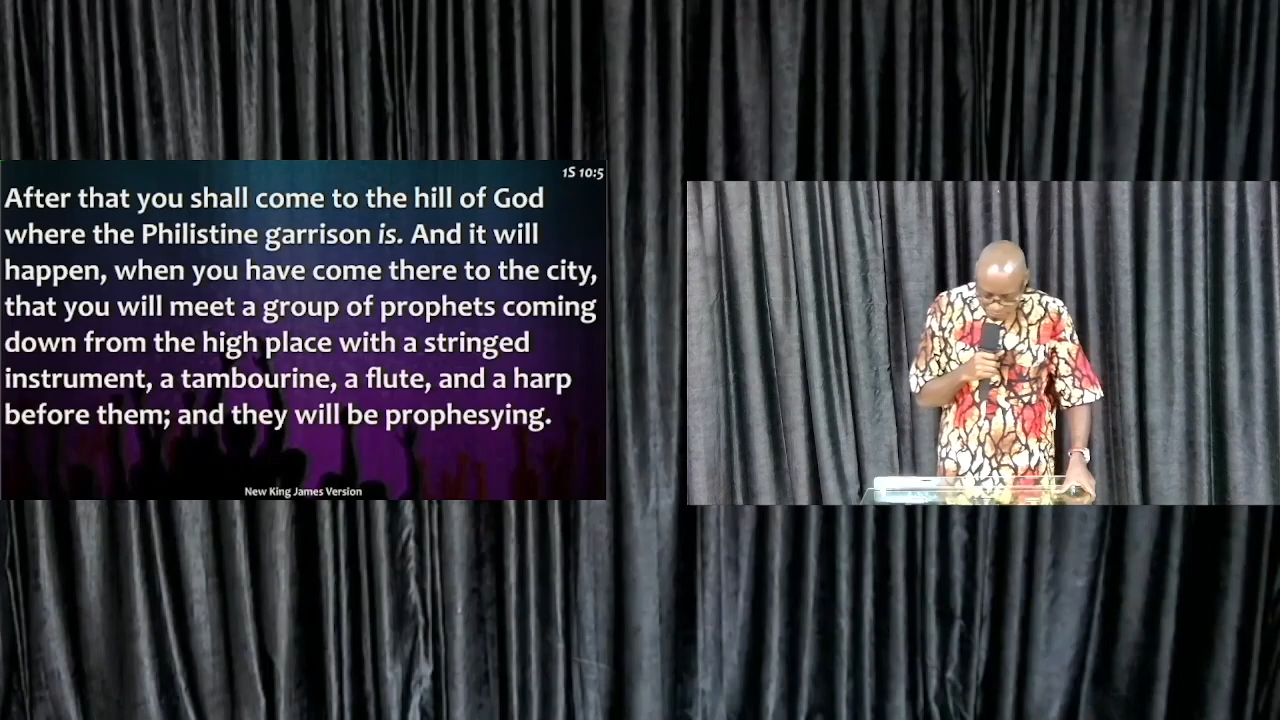 1S 10:5
After that you shall come to the hill of God
where the Philistine garrison is. And it will
happen, when you have come there to the city,
that you will meet a group of prophets coming
down from the high place with a stringed
instrument, a tambourine, a flute, and a harp
before them; and they will be prophesying.
New King James Version